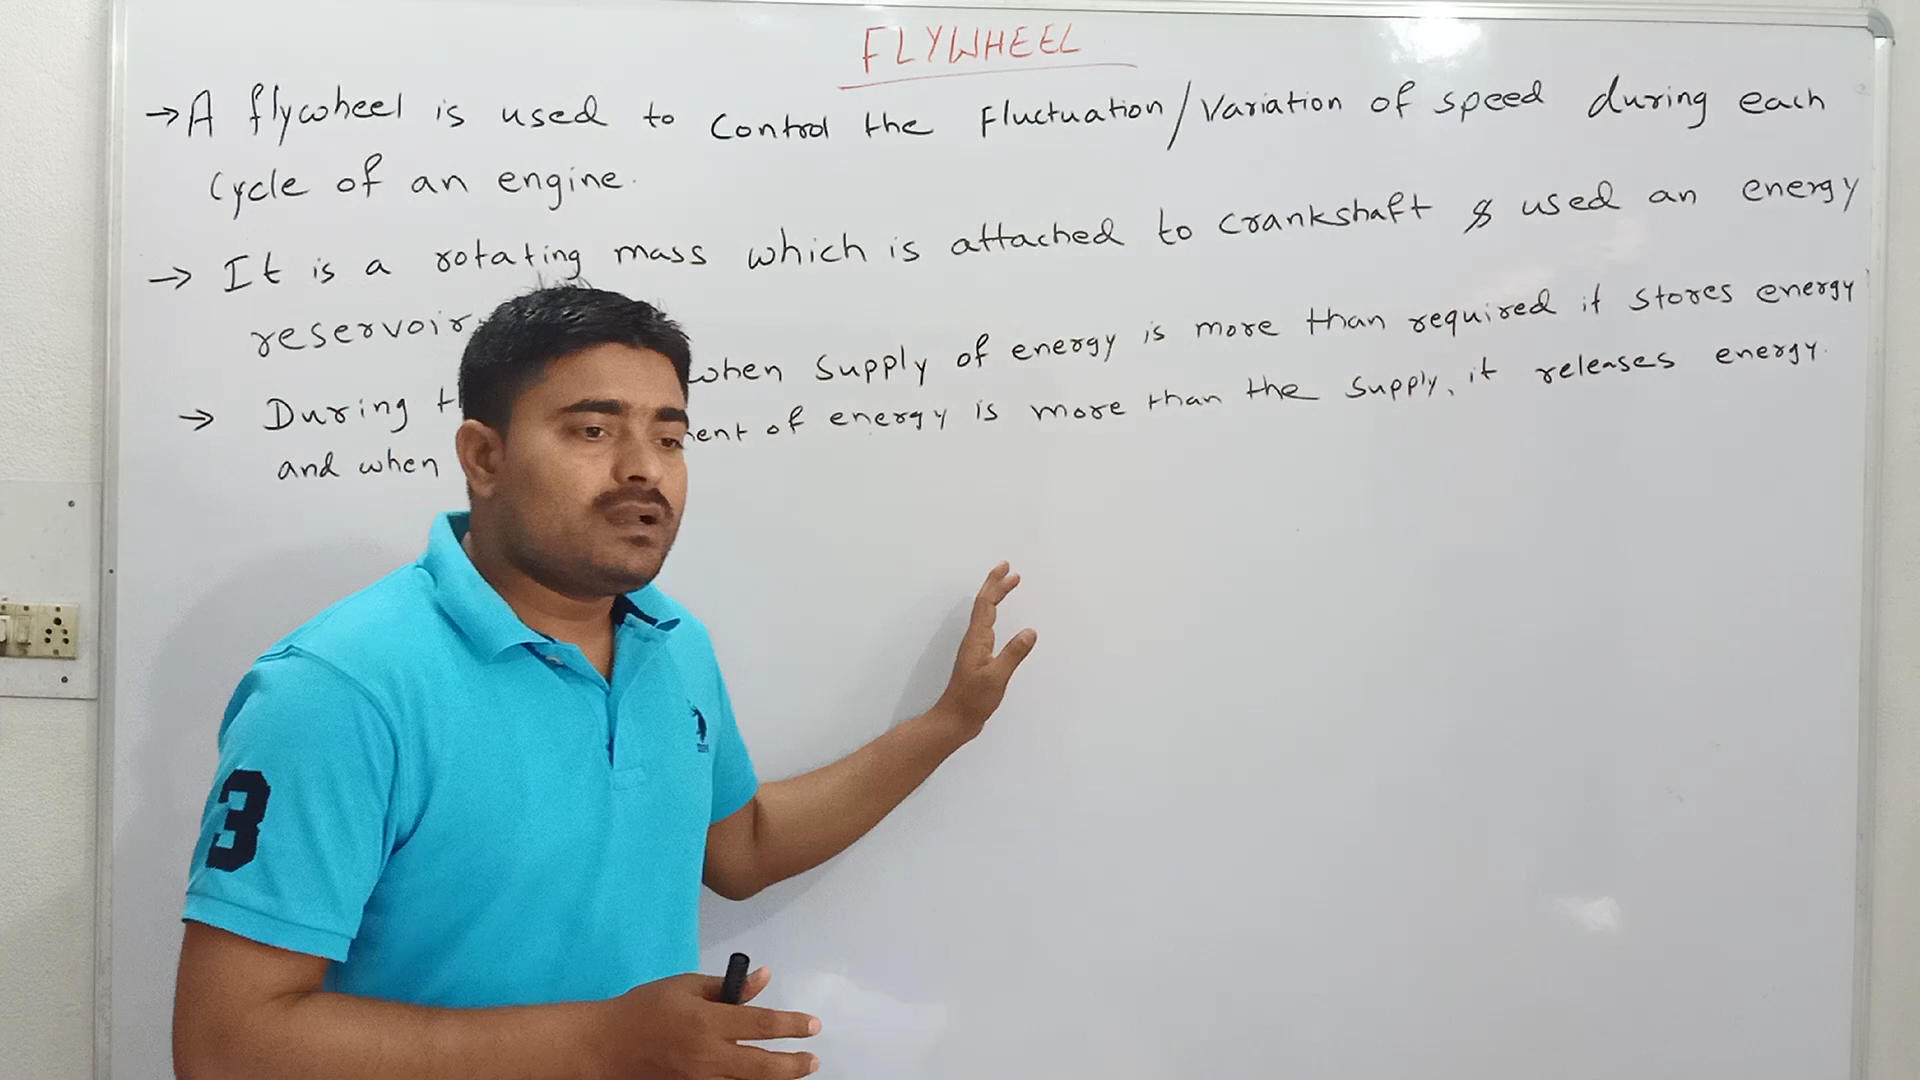 FLYWHEEL
→ A flywheel is used to control the Fluctuation/Variation of speed during each
cycle of an engine.
→ It is a rotating mass which is attached to crankshaft & used an energy
reservoir.
→ During when supply of energy is more than required it stores energy
and when of energy is more than the supply, it releases energy.
3